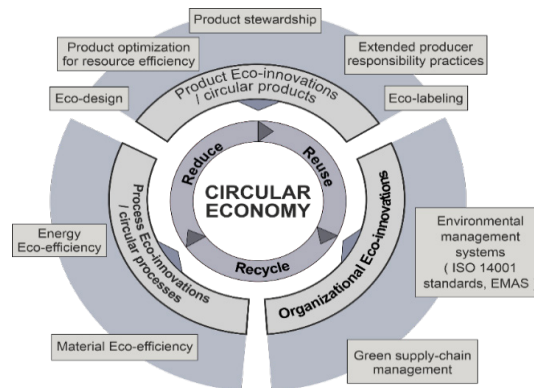 Product stewardship
Product optimization
for resource efficiency
Extended producer
responsibility practices
Eco-design
Product Eco-innovations
/ circular products
Eco-labeling
Reduce
Reuse
Recycle
CIRCULAR
ECONOMY
Process Eco-innovations
/ circular processes
Organizational Eco-innovations
Energy
Eco-efficiency
Environmental
management
systems
( ISO 14001
standards, EMAS
Material Eco-efficiency
Green supply-chain
management